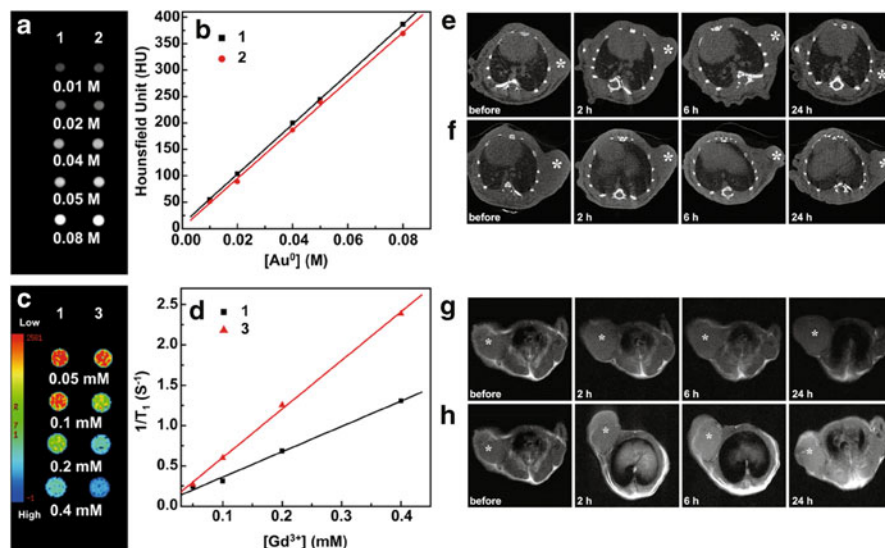 a
1 2
0.01 M
0.02 M
0.04 M
0.05 M
0.08 M
b
1
2
Hounsfield Unit (HU)
400
350
300
250
200
150
100
50
0
0.00 0.02 0.04 0.06 0.08
[Au⁰] (M)
e
*
before
*
2 h
*
6 h
*
24 h
f
*
before
*
2 h
*
6 h
*
24 h
c
1 3
Low
High
0.05 mM
0.1 mM
0.2 mM
0.4 mM
d
1
3
1/T₁ (S⁻¹)
2.5
2.0
1.5
1.0
0.5
0.0
0.1 0.2 0.3 0.4
[Gd³⁺] (mM)
g
*
before
*
2 h
*
6 h
*
24 h
h
*
before
*
2 h
*
6 h
*
24 h